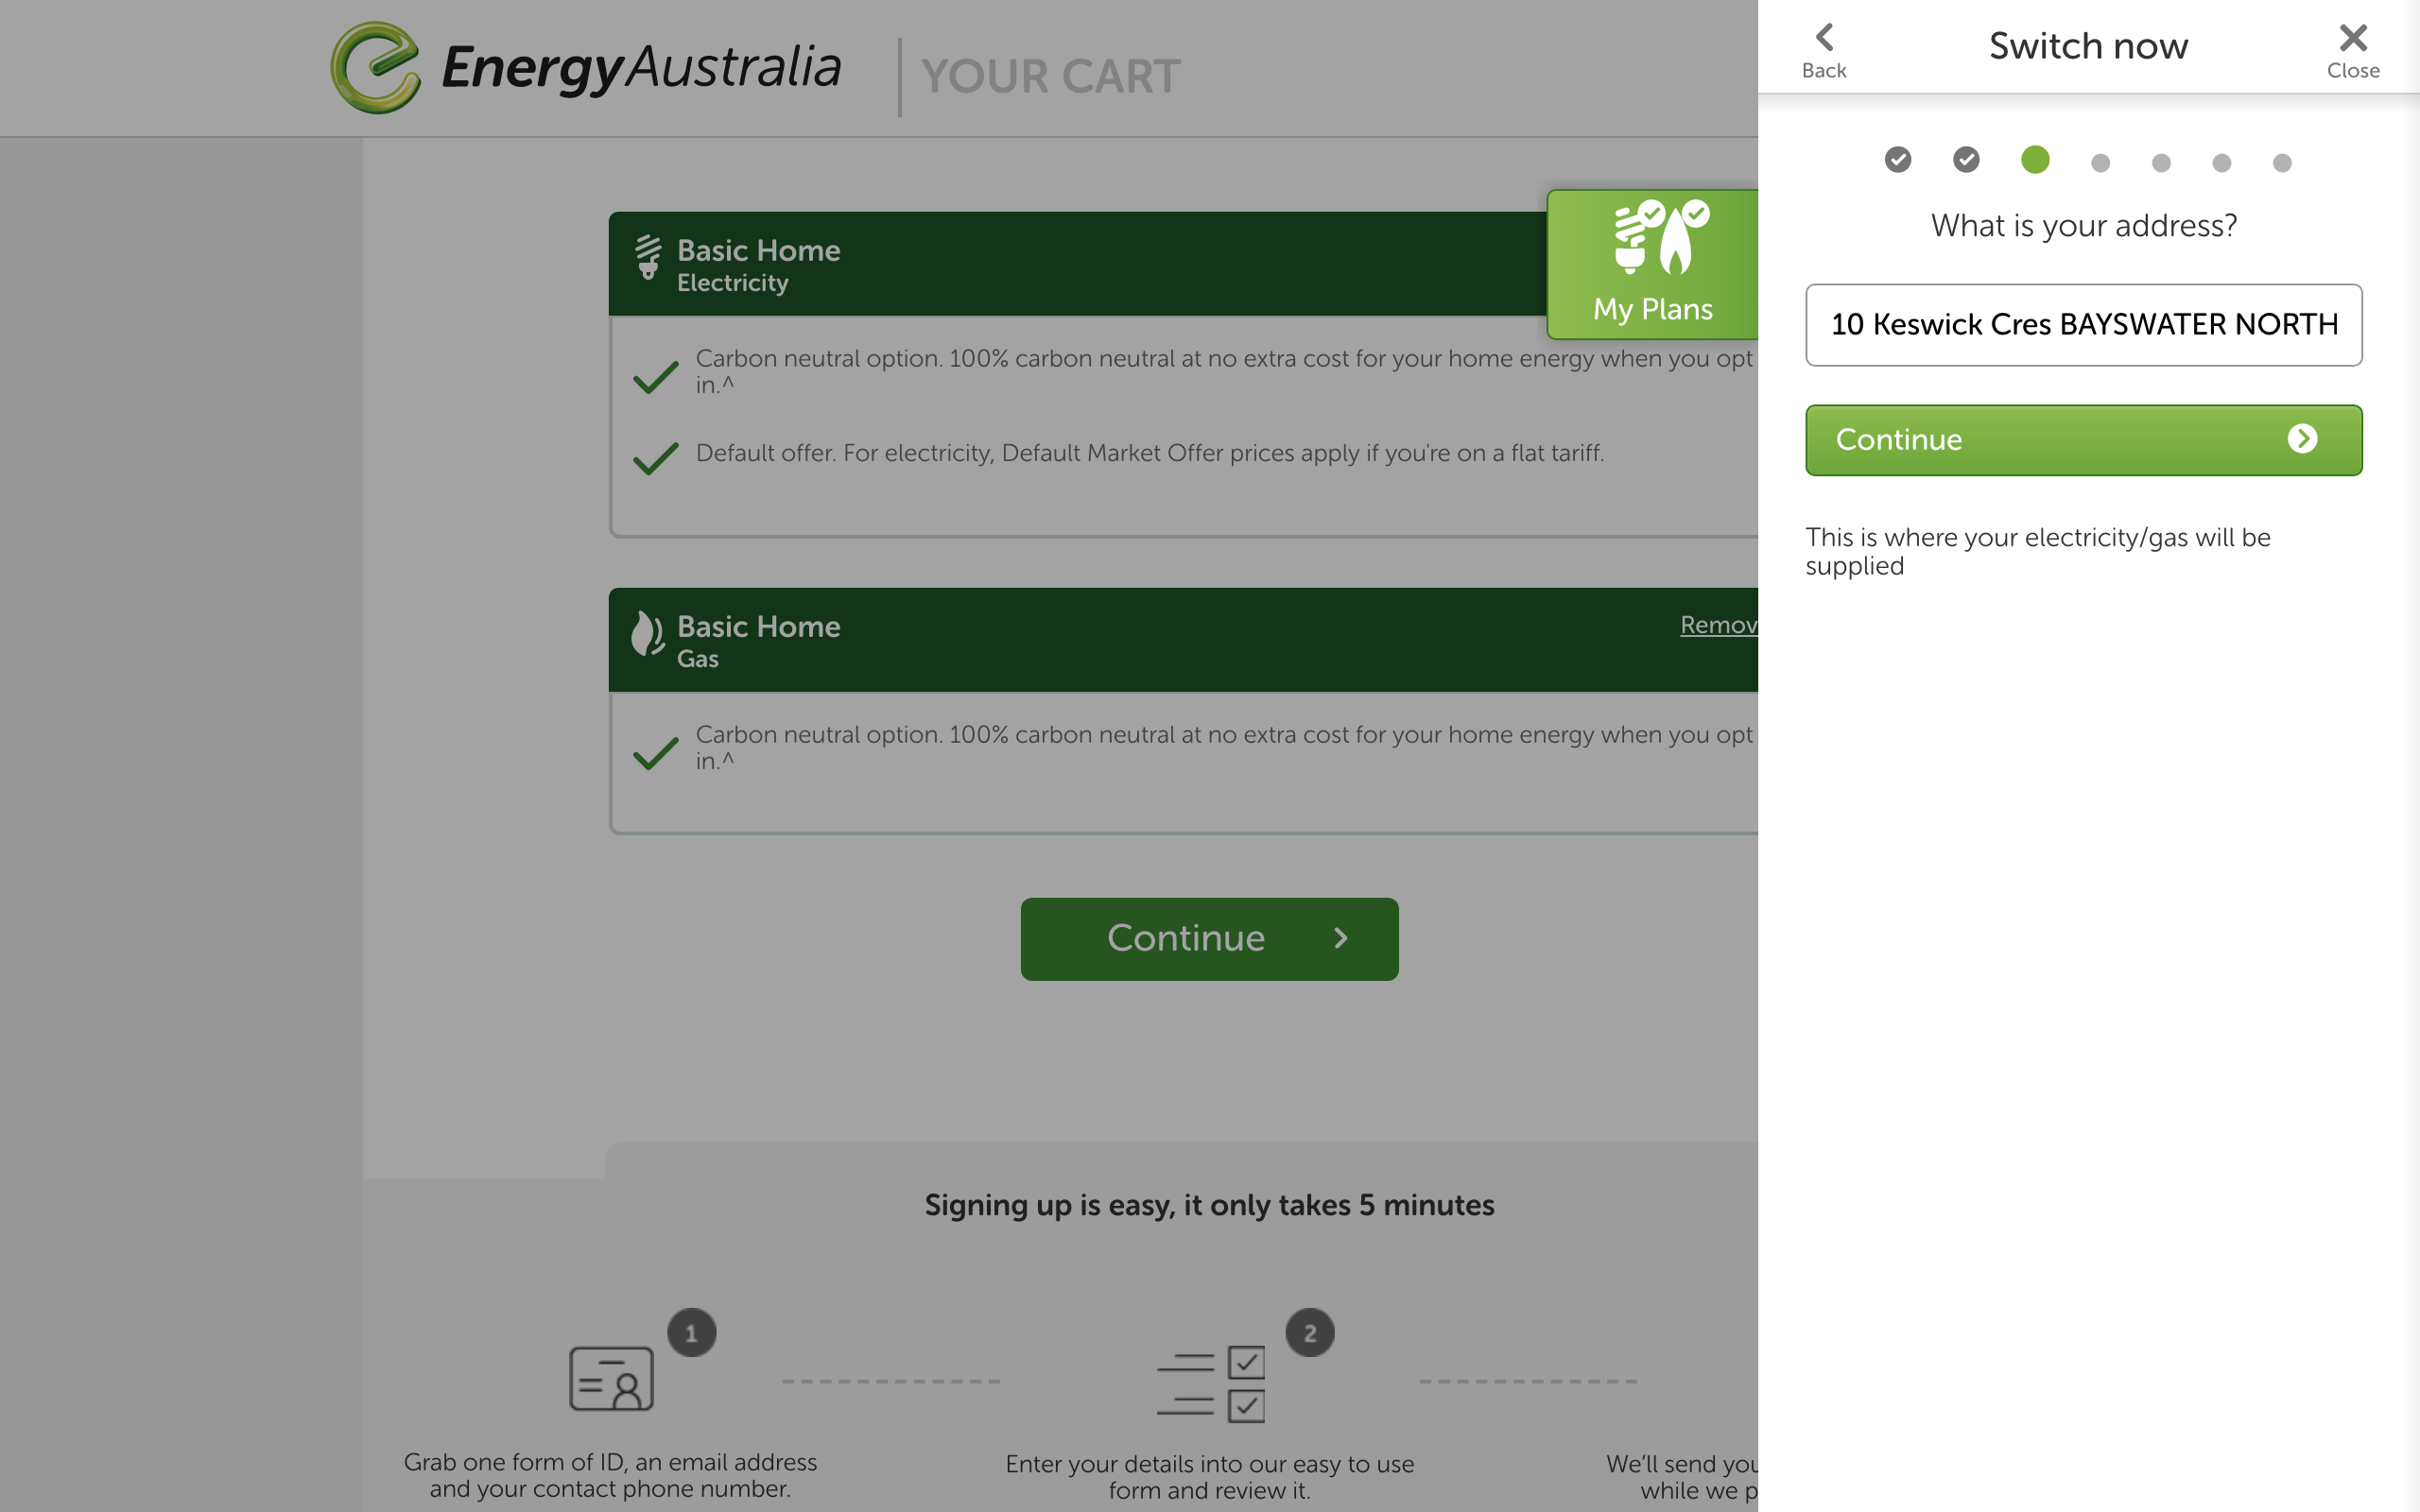 EnergyAustralia
YOUR CART
Back
Switch now
Close
What is your address?
10 Keswick Cres BAYSWATER NORTH
Continue
This is where your electricity/gas will be
supplied
My Plans
Basic Home
Electricity
Carbon neutral option. 100% carbon neutral at no extra cost for your home energy when you opt
in.^
Default offer. For electricity, Default Market Offer prices apply if you're on a flat tariff.
Basic Home
Gas
Carbon neutral option. 100% carbon neutral at no extra cost for your home energy when you opt
in.^
Continue
Signing up is easy, it only takes 5 minutes
1
Grab one form of ID, an email address
and your contact phone number.
2
Enter your details into our easy to use
form and review it.
We'll send you
while we